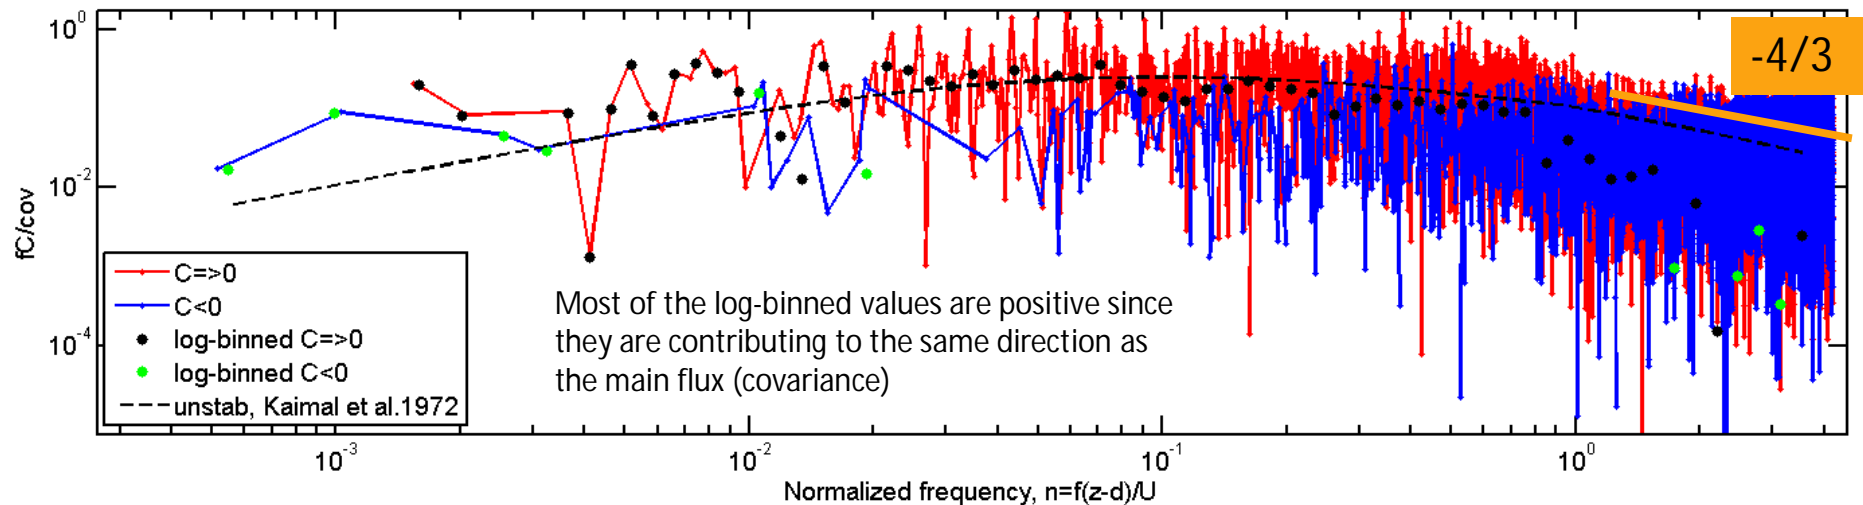 10^0
-4/3
10^-2
fC/cov
C=>0
C<0
log-binned C=>0
log-binned C<0
unstab, Kaimal et al.1972
10^-4
Most of the log-binned values are positive since
they are contributing to the same direction as
the main flux (covariance)
10^-3
10^-2
10^-1
10^0
Normalized frequency, n=f(z-d)/U